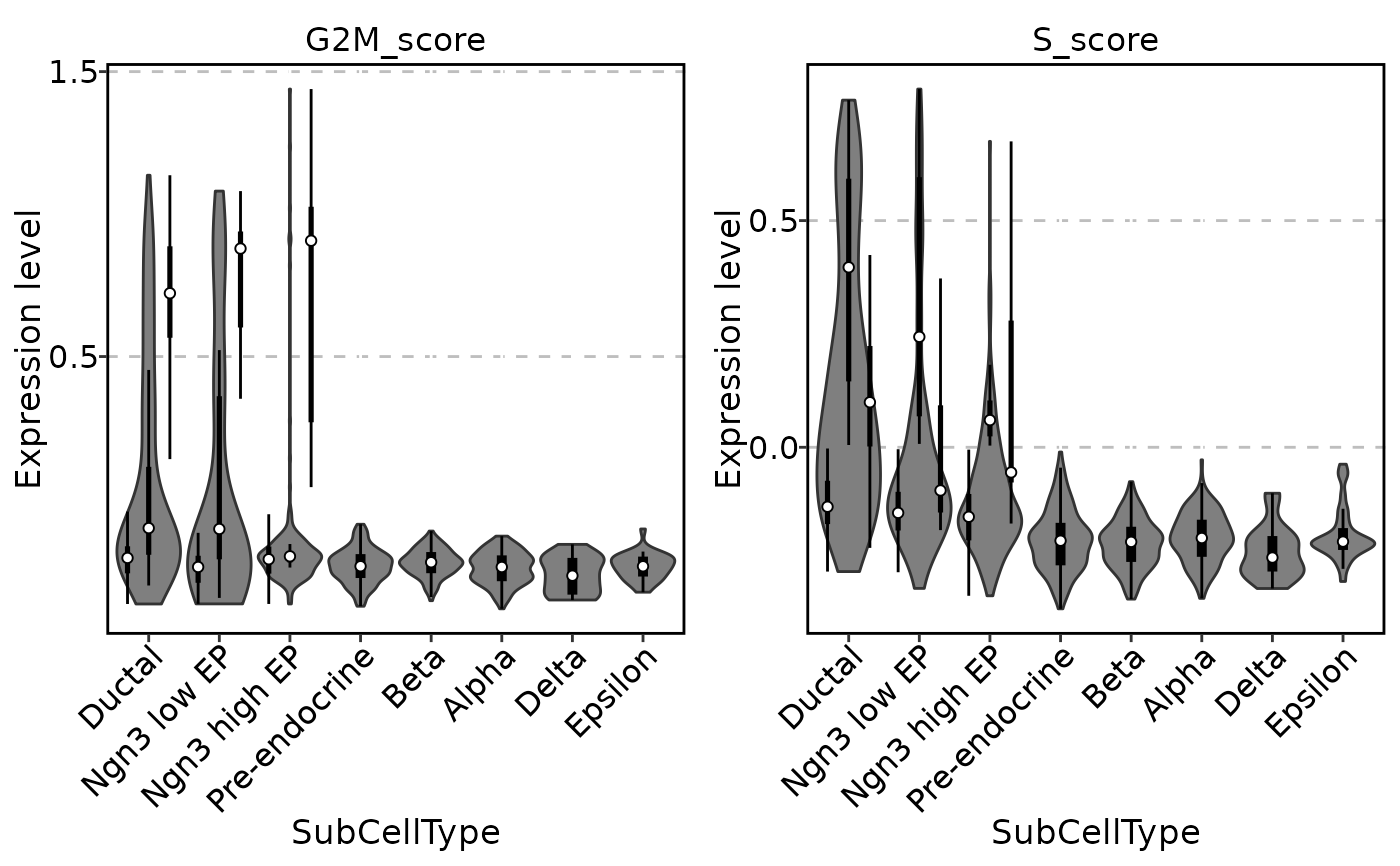 G2M_score
Expression level
1.5
0.5
Ductal
Ngn3 low EP
Ngn3 high EP
Pre-endocrine
Beta
Alpha
Delta
Epsilon
SubCellType
S_score
Expression level
0.5
0.0
Ductal
Ngn3 low EP
Ngn3 high EP
Pre-endocrine
Beta
Alpha
Delta
Epsilon
SubCellType